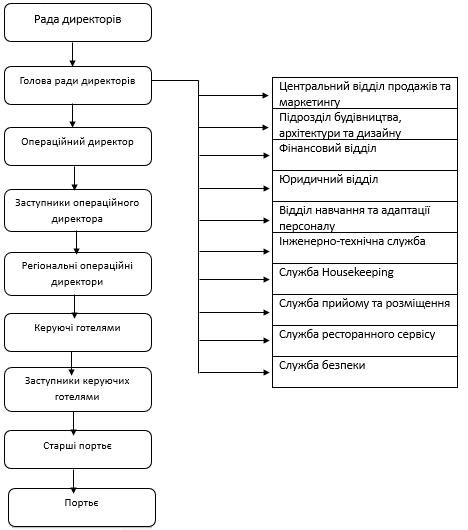 Рада директорів
Голова ради директорів
Операційний директор
Заступники операційного
директора
Регіональні операційні
директори
Керуючі готелями
Заступники керуючих
готелями
Старші портьє
Портьє
Центральний відділ продажів та
маркетингу
Підрозділ будівництва,
архітектури та дизайну
Фінансовий відділ
Юридичний відділ
Відділ навчання та адаптації
персоналу
Інженерно-технічна служба
Служба Housekeeping
Служба прийому та розміщення
Служба ресторанного сервісу
Служба безпеки